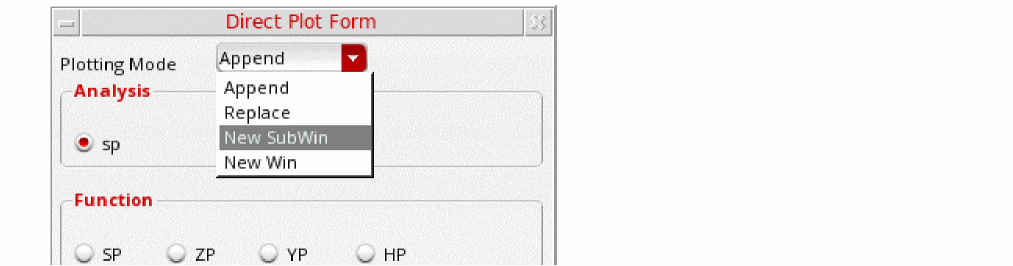 Direct Plot Form
Plotting Mode Append
Append
Replace
New SubWin
New Win
Analysis
sp
Function
SP ZP YP HP